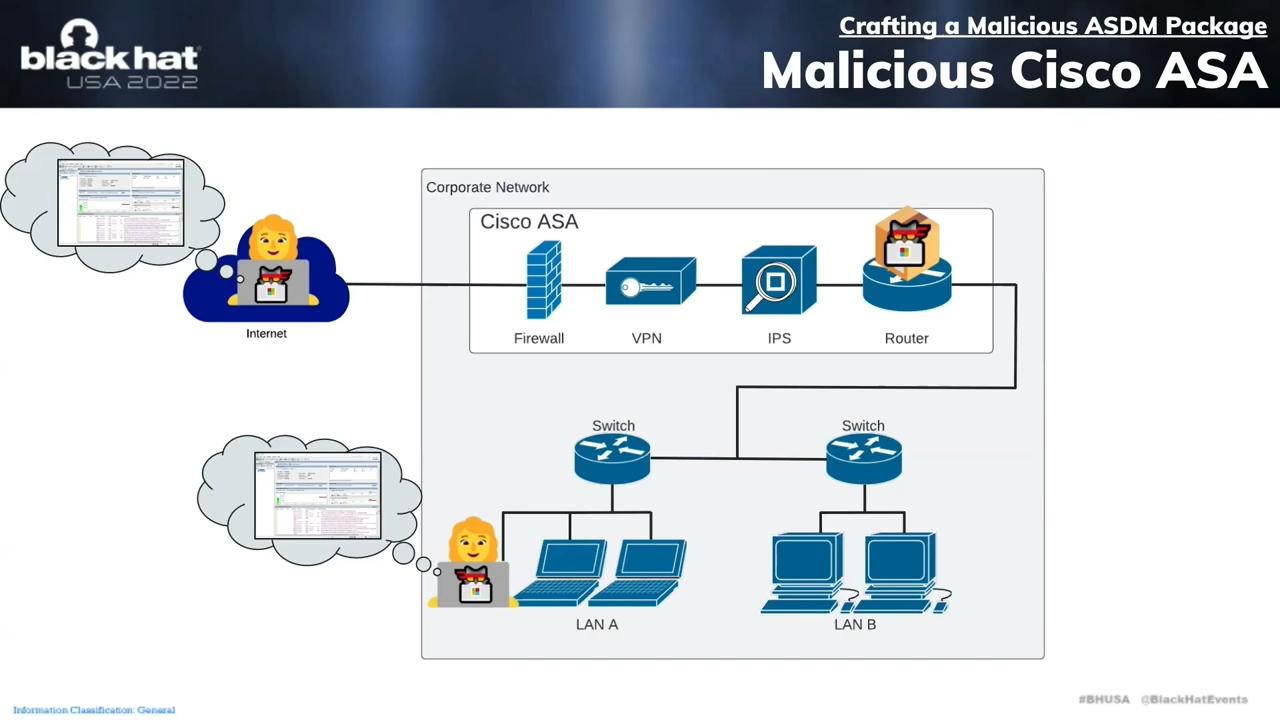 Crafting a Malicious ASDM Package
Malicious Cisco ASA
black hat
USA 2022
Corporate Network
Cisco ASA
Firewall
VPN
IPS
Router
Internet
Switch
Switch
LAN A
LAN B
#BHUSA @BlackHatEvents
Information Classification: General